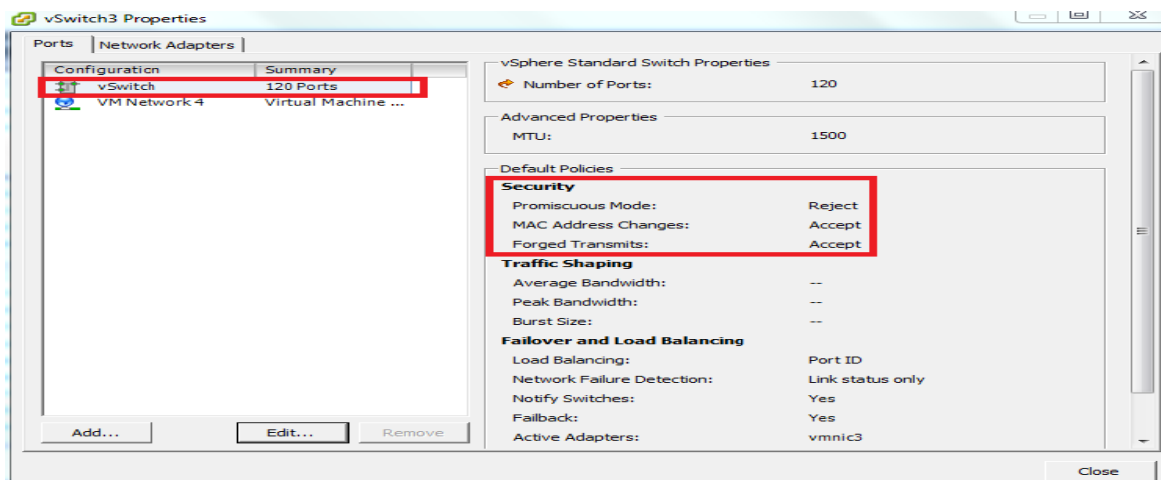 vSwitch3 Properties
Ports Network Adapters
Configuration Summary
vSwitch 120 Ports
VM Network 4 Virtual Machine ...
vSphere Standard Switch Properties
Number of Ports: 120
Advanced Properties
MTU: 1500
Default Policies
Security
Promiscuous Mode: Reject
MAC Address Changes: Accept
Forged Transmits: Accept
Traffic Shaping
Average Bandwidth: --
Peak Bandwidth: --
Burst Size: --
Failover and Load Balancing
Load Balancing: Port ID
Network Failure Detection: Link status only
Notify Switches: Yes
Failback: Yes
Active Adapters: vmnic3
Add... Edit... Remove
Close